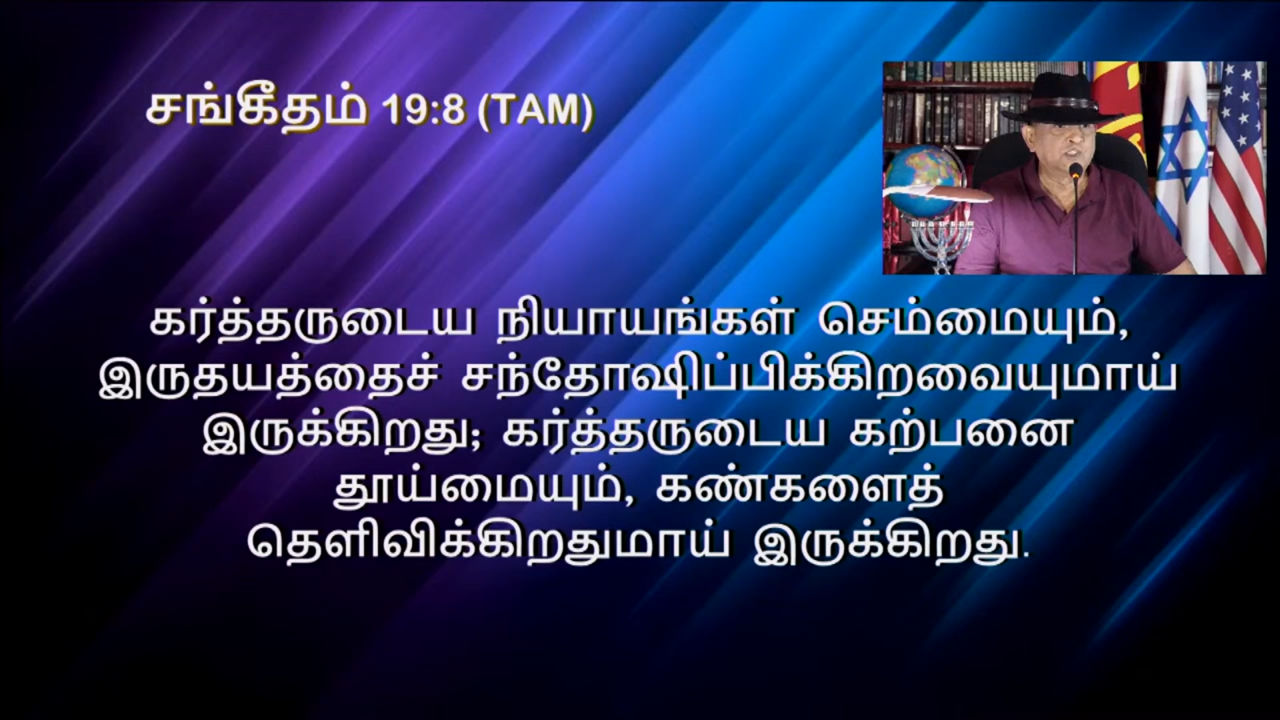 சங்கீதம் 19:8 (TAM)
கர்த்தருடைய நியாயங்கள் செம்மையும்,
இருதயத்தைச் சந்தோஷிப்பிக்கிறவையுமாய்
இருக்கிறது; கர்த்தருடைய கற்பனை
தூய்மையும், கண்களைத்
தெளிவிக்கிறதுமாய் இருக்கிறது.